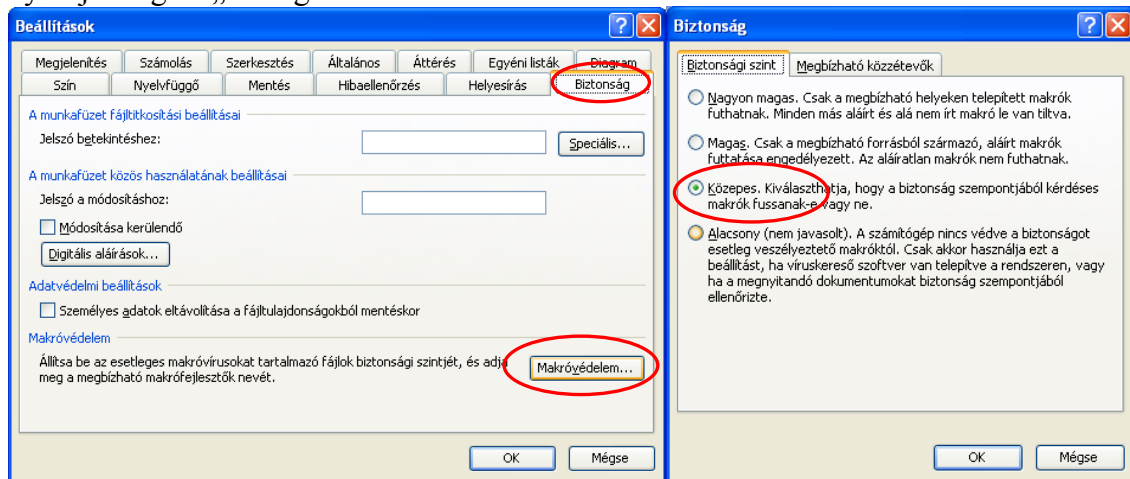 Beállítások
Megjelenítés Számolás Szerkesztés Általános Áttérés Egyéni listák Diagram
Szín Nyelvfüggő Mentés Hibaellenőrzés Helyesírás Biztonság
A munkafüzet fájltitkosítási beállításai
Jelszó betekintéshez:
Speciális...
A munkafüzet közös használatának beállításai
Jelszó a módosításhoz:
Módosítása kerülendő
Digitális aláírások...
Adatvédelmi beállítások
Személyes adatok eltávolítása a fájltulajdonságokból mentéskor
Makróvédelem
Állítsa be az esetleges makróvírusokat tartalmazó fájlok biztonsági szintjét, és adja
meg a megbízható makrófejlesztők nevét.
Makróvédelem...
OK Mégse
Biztonság
Biztonsági szint Megbízható közzétevők
Nagyon magas. Csak a megbízható helyeken telepített makrók
futhatnak. Minden más aláírt és alá nem írt makró le van tiltva.
Magas. Csak a megbízható forrásból származó, aláírt makrók
futtatása engedélyezett. Az aláíratlan makrók nem futhatnak.
Közepes. Kiválaszthatja, hogy a biztonság szempontjából kérdéses
makrók fussanak-e vagy ne.
Alacsony (nem javasolt). A számítógép nincs védve a biztonságot
esetleg veszélyeztető makróktól. Csak akkor használja ezt a
beállítást, ha víruskereső szoftver van telepítve a rendszeren, vagy
ha a megnyitandó dokumentumokat biztonság szempontjából
ellenőrizte.
OK Mégse